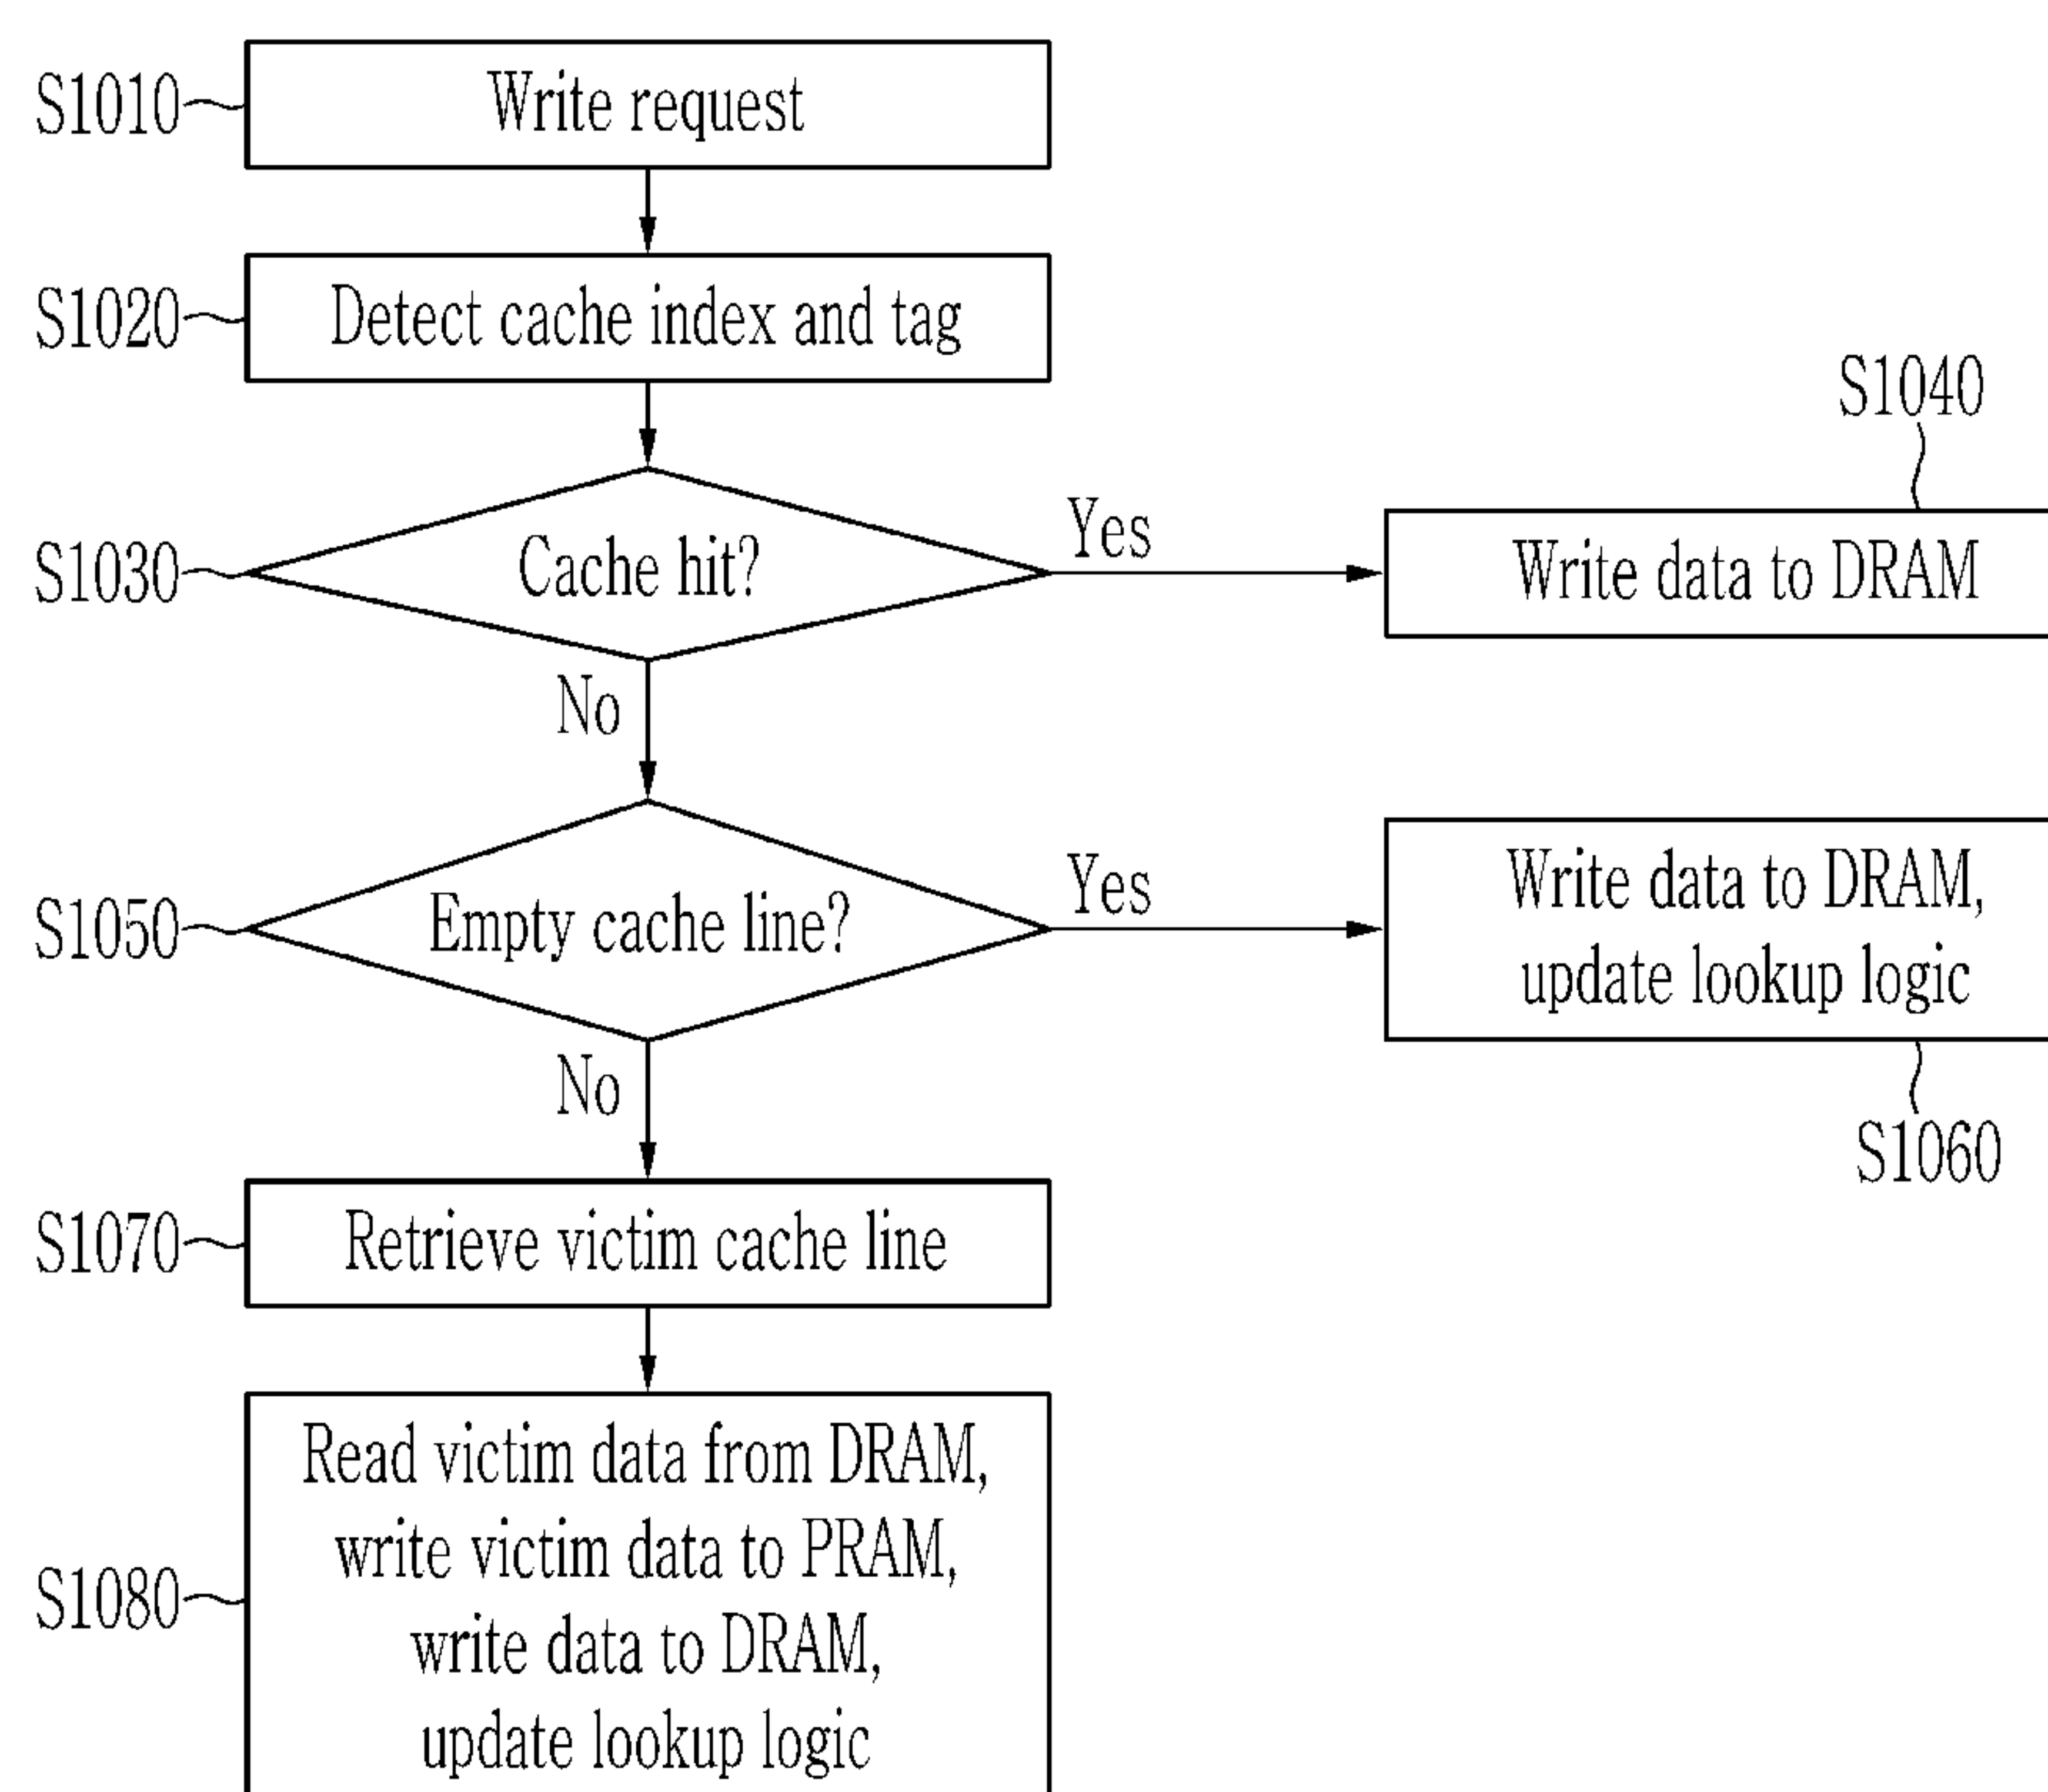 S1010
Write request
S1020
Detect cache index and tag
S1040
S1030
Cache hit?
Yes
Write data to DRAM
No
S1050
Empty cache line?
Yes
Write data to DRAM,
update lookup logic
No
S1060
S1070
Retrieve victim cache line
S1080
Read victim data from DRAM,
write victim data to PRAM,
write data to DRAM,
update lookup logic